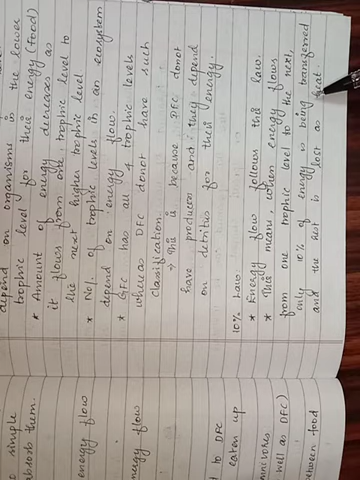 depend on organisms in the lower
trophic level for their energy (food)
* Amount of energy decreases as
it flows from one trophic level to
the next higher trophic level
* No/. of trophic levels in an ecosystem
depend on energy flow.
* GFC has all 4 trophic levels
whereas DFC donot have such
classification
→ This is because DFC donot
have producers and they depend
on detritus for their energy
10% Law
* Energy flow follows this law.
* This means, when energy flows
from one trophic level to the next,
only 10% of energy is being transferred
and the rest is lost as heat
simple
absorb them.
energy flow
energy flow
to DFC
eaten up
omnivores
well as DFC)
between food